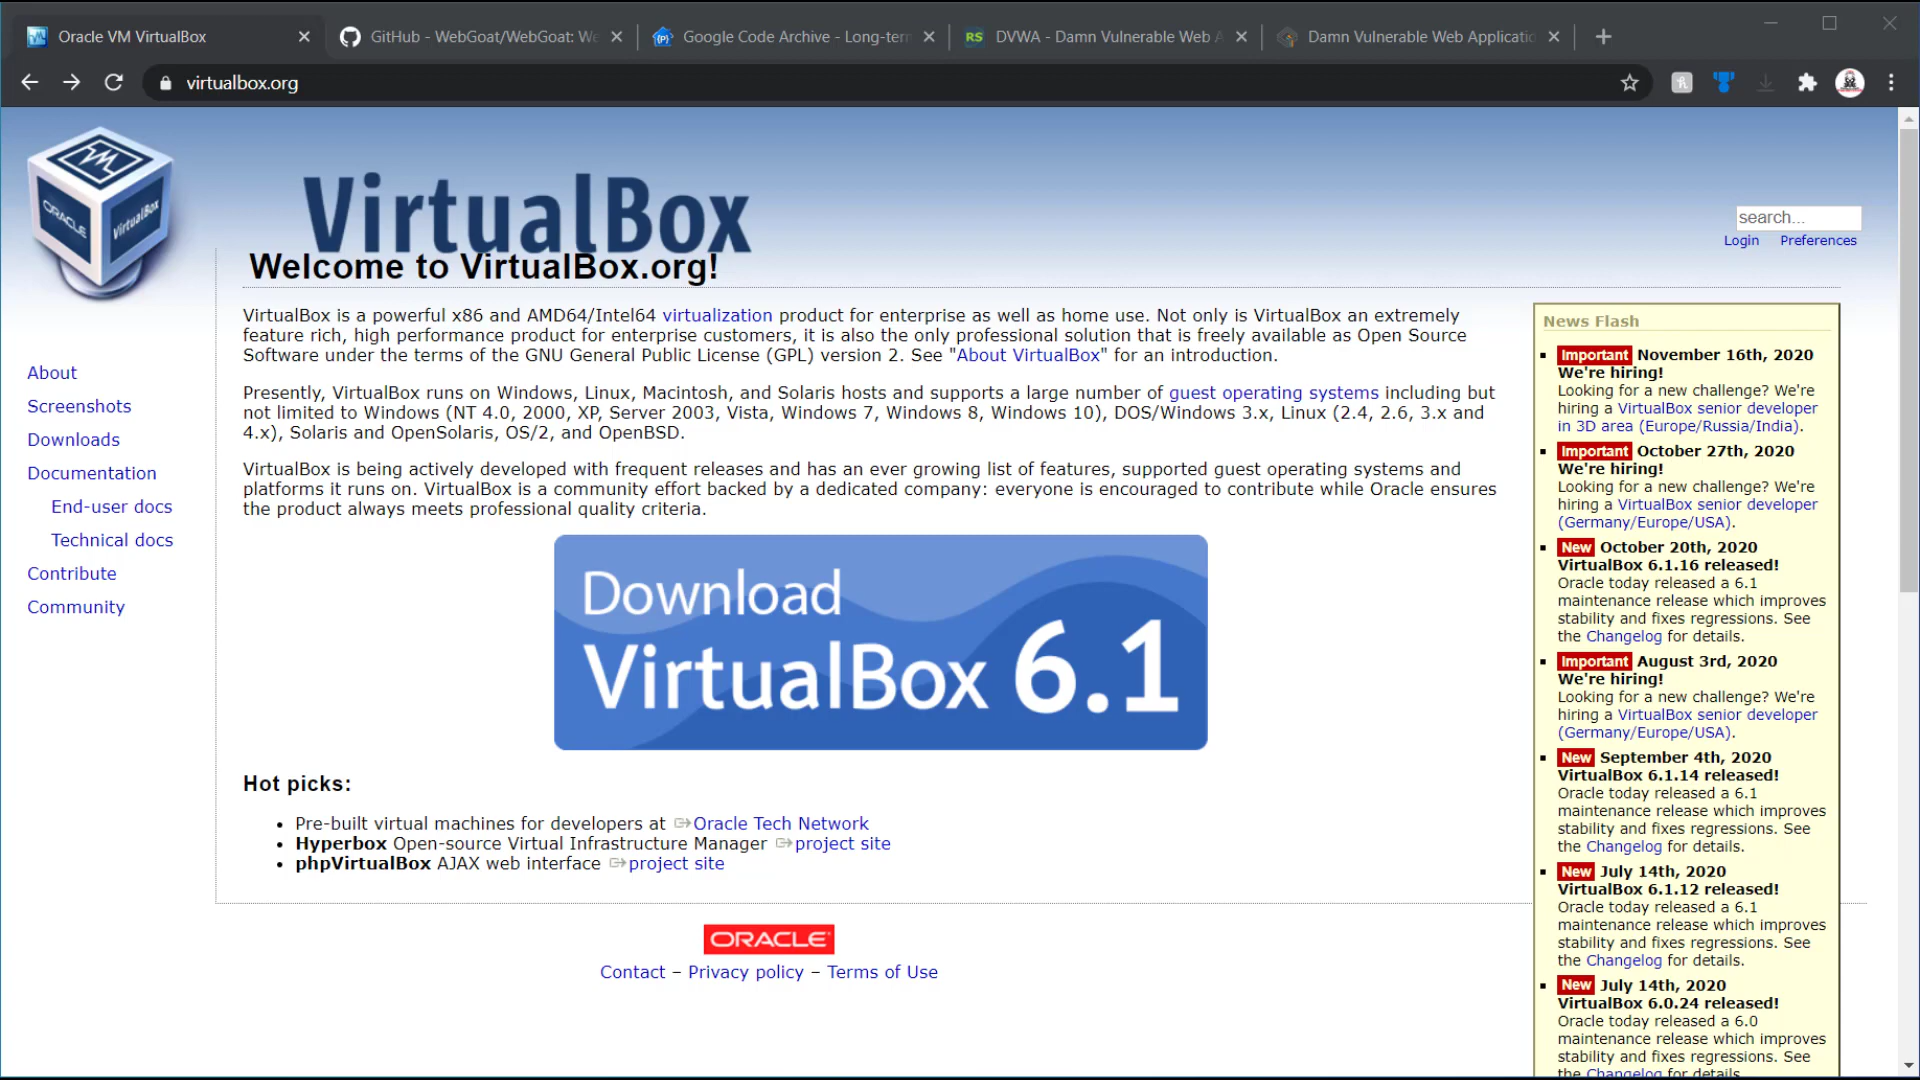 Oracle VM VirtualBox
GitHub - WebGoat/WebGoat: We
Google Code Archive - Long-tern
DVWA - Damn Vulnerable Web A
Damn Vulnerable Web Applicatio
virtualbox.org
ORACLE
VirtualBox
VirtualBox
search...
Login Preferences
Welcome to VirtualBox.org!
About
Screenshots
Downloads
Documentation
End-user docs
Technical docs
Contribute
Community
VirtualBox is a powerful x86 and AMD64/Intel64 virtualization product for enterprise as well as home use. Not only is VirtualBox an extremely
feature rich, high performance product for enterprise customers, it is also the only professional solution that is freely available as Open Source
Software under the terms of the GNU General Public License (GPL) version 2. See "About VirtualBox" for an introduction.
Presently, VirtualBox runs on Windows, Linux, Macintosh, and Solaris hosts and supports a large number of guest operating systems including but
not limited to Windows (NT 4.0, 2000, XP, Server 2003, Vista, Windows 7, Windows 8, Windows 10), DOS/Windows 3.x, Linux (2.4, 2.6, 3.x and
4.x), Solaris and OpenSolaris, OS/2, and OpenBSD.
VirtualBox is being actively developed with frequent releases and has an ever growing list of features, supported guest operating systems and
platforms it runs on. VirtualBox is a community effort backed by a dedicated company: everyone is encouraged to contribute while Oracle ensures
the product always meets professional quality criteria.
Download
VirtualBox 6.1
Hot picks:
Pre-built virtual machines for developers at Oracle Tech Network
Hyperbox Open-source Virtual Infrastructure Manager project site
phpVirtualBox AJAX web interface project site
ORACLE
Contact – Privacy policy – Terms of Use
News Flash
Important November 16th, 2020
We're hiring!
Looking for a new challenge? We're
hiring a VirtualBox senior developer
in 3D area (Europe/Russia/India).
Important October 27th, 2020
We're hiring!
Looking for a new challenge? We're
hiring a VirtualBox senior developer
(Germany/Europe/USA).
New October 20th, 2020
VirtualBox 6.1.16 released!
Oracle today released a 6.1
maintenance release which improves
stability and fixes regressions. See
the Changelog for details.
Important August 3rd, 2020
We're hiring!
Looking for a new challenge? We're
hiring a VirtualBox senior developer
(Germany/Europe/USA).
New September 4th, 2020
VirtualBox 6.1.14 released!
Oracle today released a 6.1
maintenance release which improves
stability and fixes regressions. See
the Changelog for details.
New July 14th, 2020
VirtualBox 6.1.12 released!
Oracle today released a 6.1
maintenance release which improves
stability and fixes regressions. See
the Changelog for details.
New July 14th, 2020
VirtualBox 6.0.24 released!
Oracle today released a 6.0
maintenance release which improves
stability and fixes regressions. See
the Changelog for details.